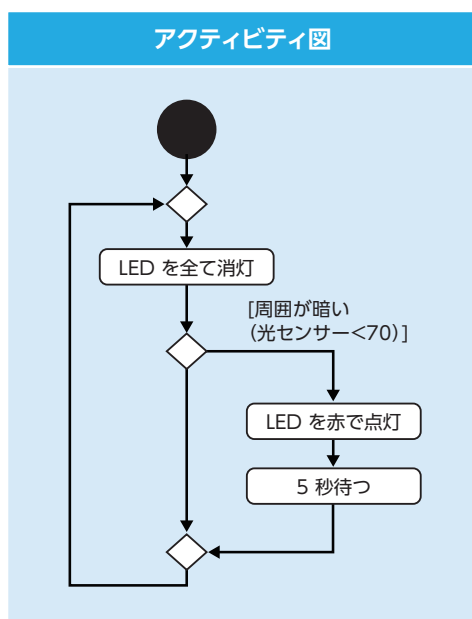 アクティビティ図
LED を全て消灯
[周囲が暗い
(光センサー<70)]
LED を赤で点灯
5 秒待つ